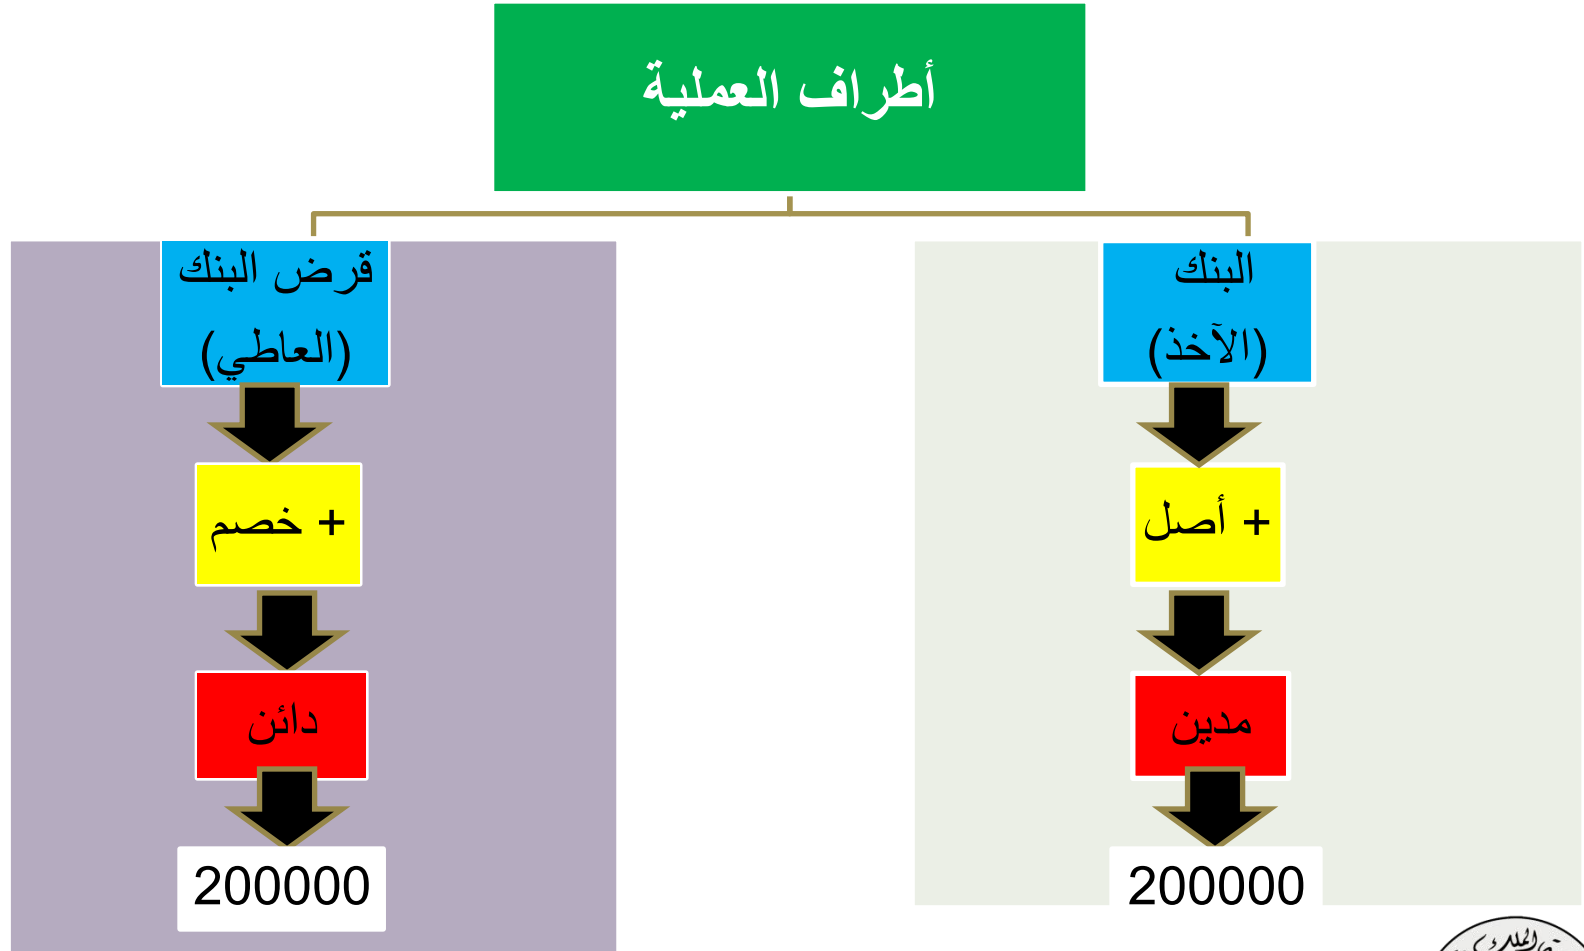 أطراف العملية
البنك
(الآخذ)
+ أصل
مدين
200000
قرض البنك
(العاطي)
+ خصم
دائن
200000